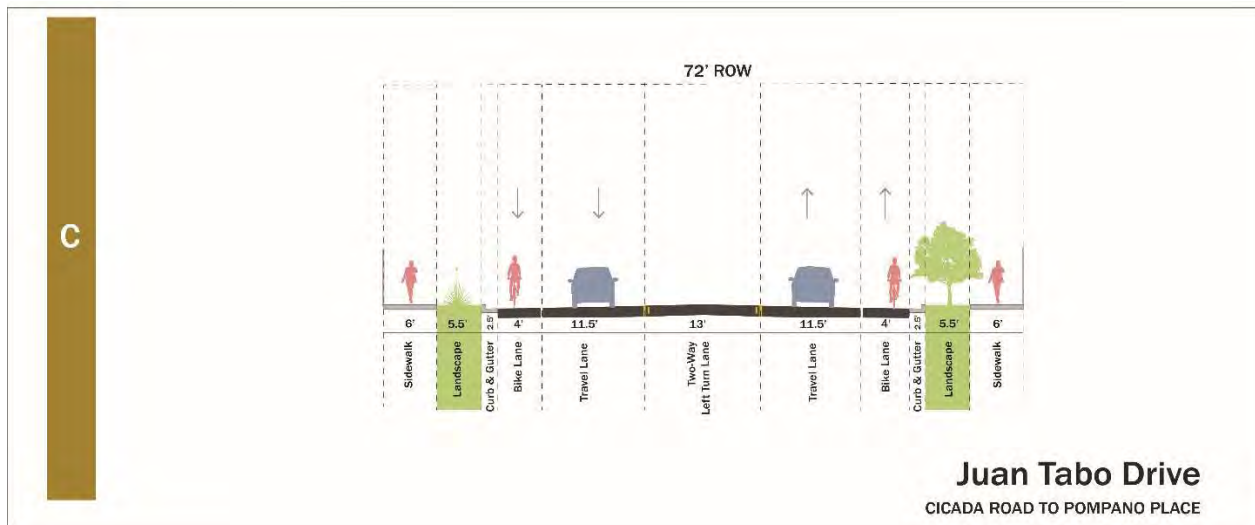 C
72' ROW
6' 5.5' 2.5' 4' 11.5' 13' 11.5' 4' 2.5' 5.5' 6'
Sidewalk
Landscape
Curb & Gutter
Bike Lane
Travel Lane
Two-Way
Left Turn Lane
Travel Lane
Bike Lane
Curb & Gutter
Landscape
Sidewalk
Juan Tabo Drive
CICADA ROAD TO POMPANO PLACE